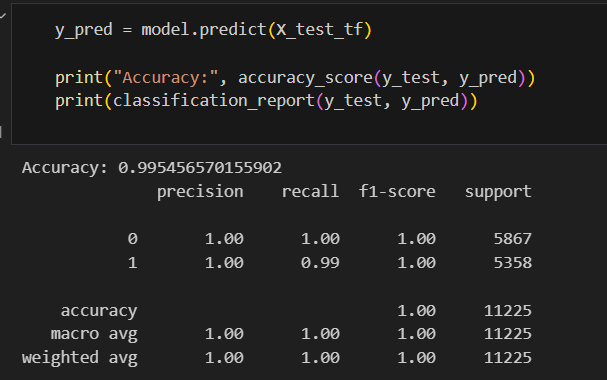 y_pred = model.predict(X_test_tf)
print("Accuracy:", accuracy_score(y_test, y_pred))
print(classification_report(y_test, y_pred))
Accuracy: 0.995456570155902
precision recall f1-score support
0 1.00 1.00 1.00 5867
1 1.00 0.99 1.00 5358
accuracy 1.00 11225
macro avg 1.00 1.00 1.00 11225
weighted avg 1.00 1.00 1.00 11225